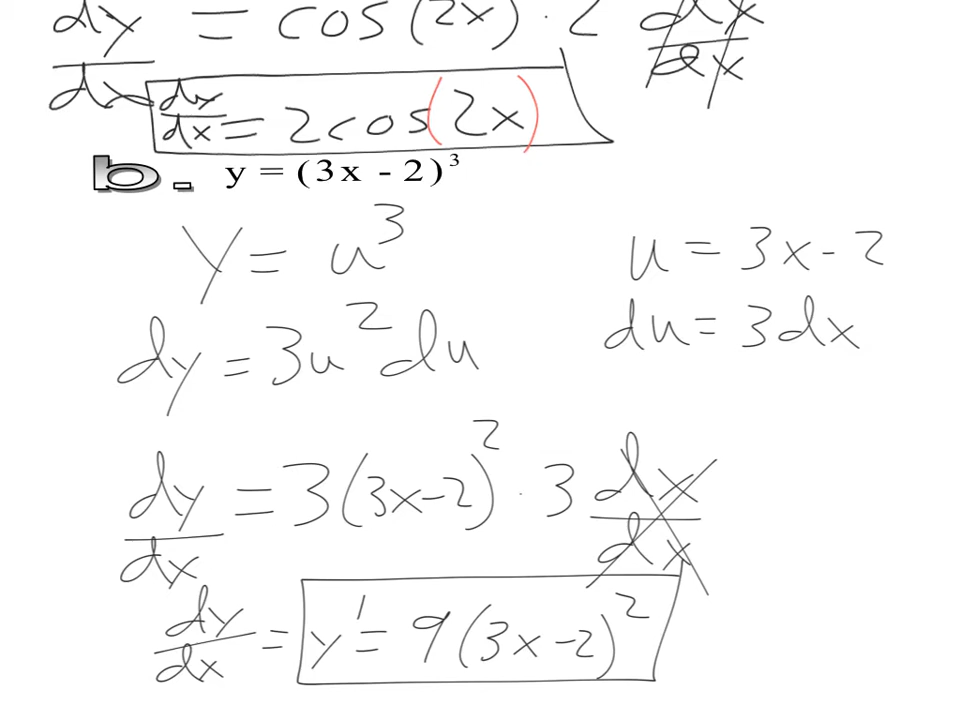 dy/dx = cos(2x) · 2 dx/dx
dy/dx = 2cos(2x)
b. y = (3x - 2)³
y = u³
u = 3x - 2
dy = 3u² du
du = 3dx
dy/dx = 3(3x-2)² · 3 dx/dx
dy/dx = y' = 9(3x-2)²